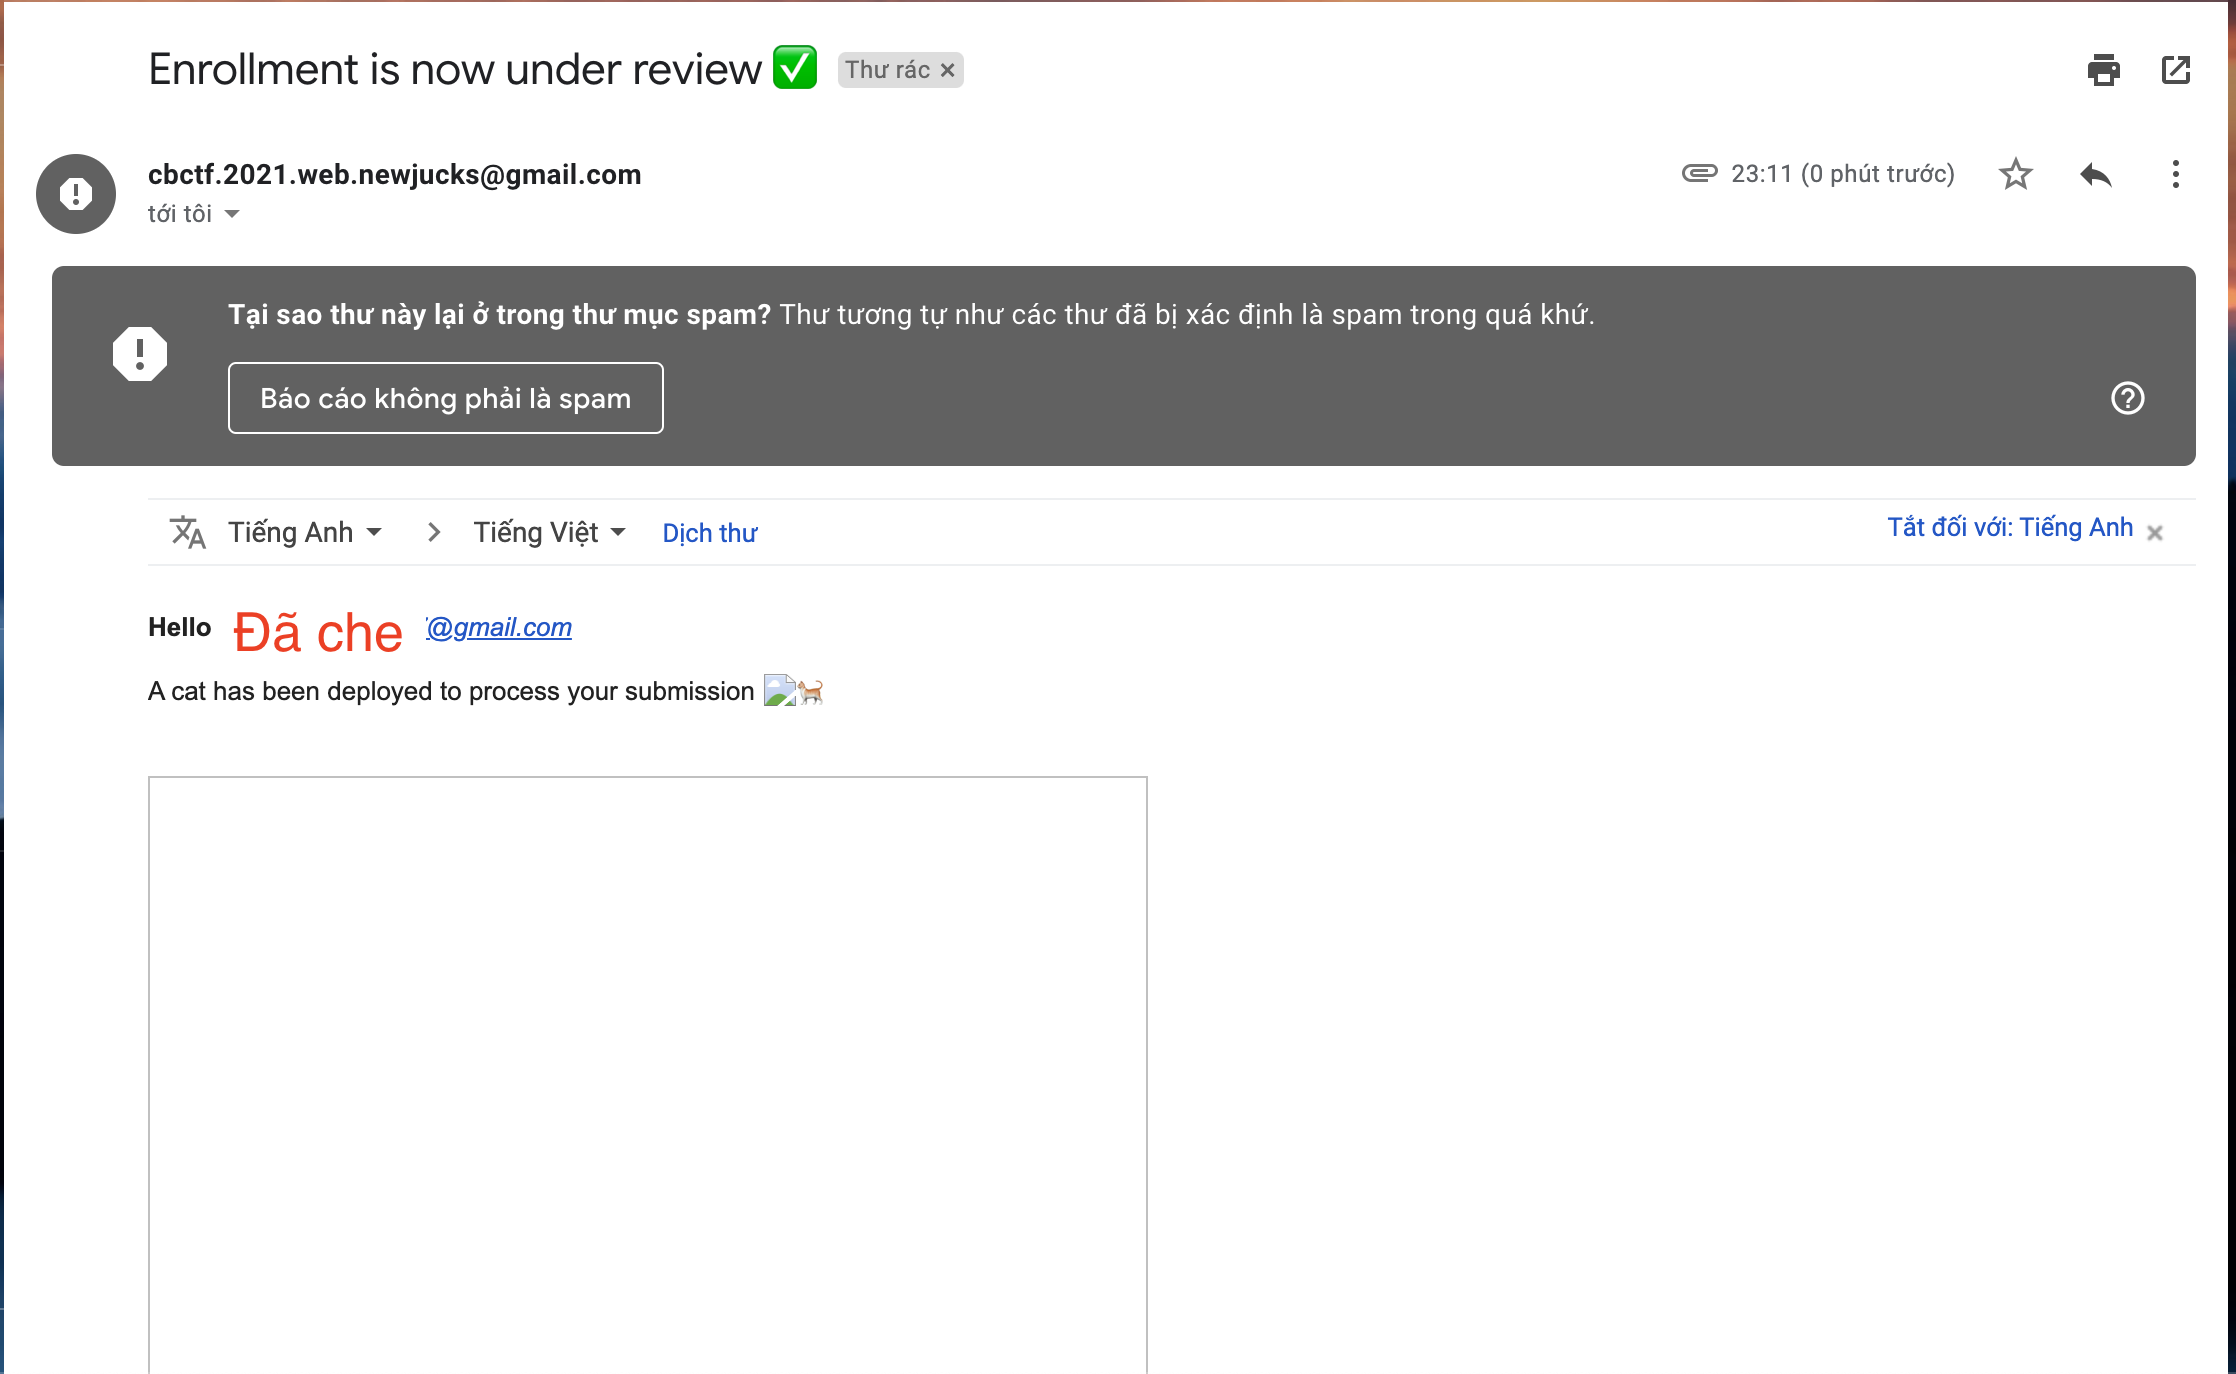 Enrollment is now under review ✅ Thư rác ×
cbctf.2021.web.newjucks@gmail.com
23:11 (0 phút trước)
tới tôi
Tại sao thư này lại ở trong thư mục spam? Thư tương tự như các thư đã bị xác định là spam trong quá khứ.
Báo cáo không phải là spam
Tiếng Anh > Tiếng Việt Dịch thư Tắt đối với: Tiếng Anh ×
Hello Đã che @gmail.com
A cat has been deployed to process your submission 🐈